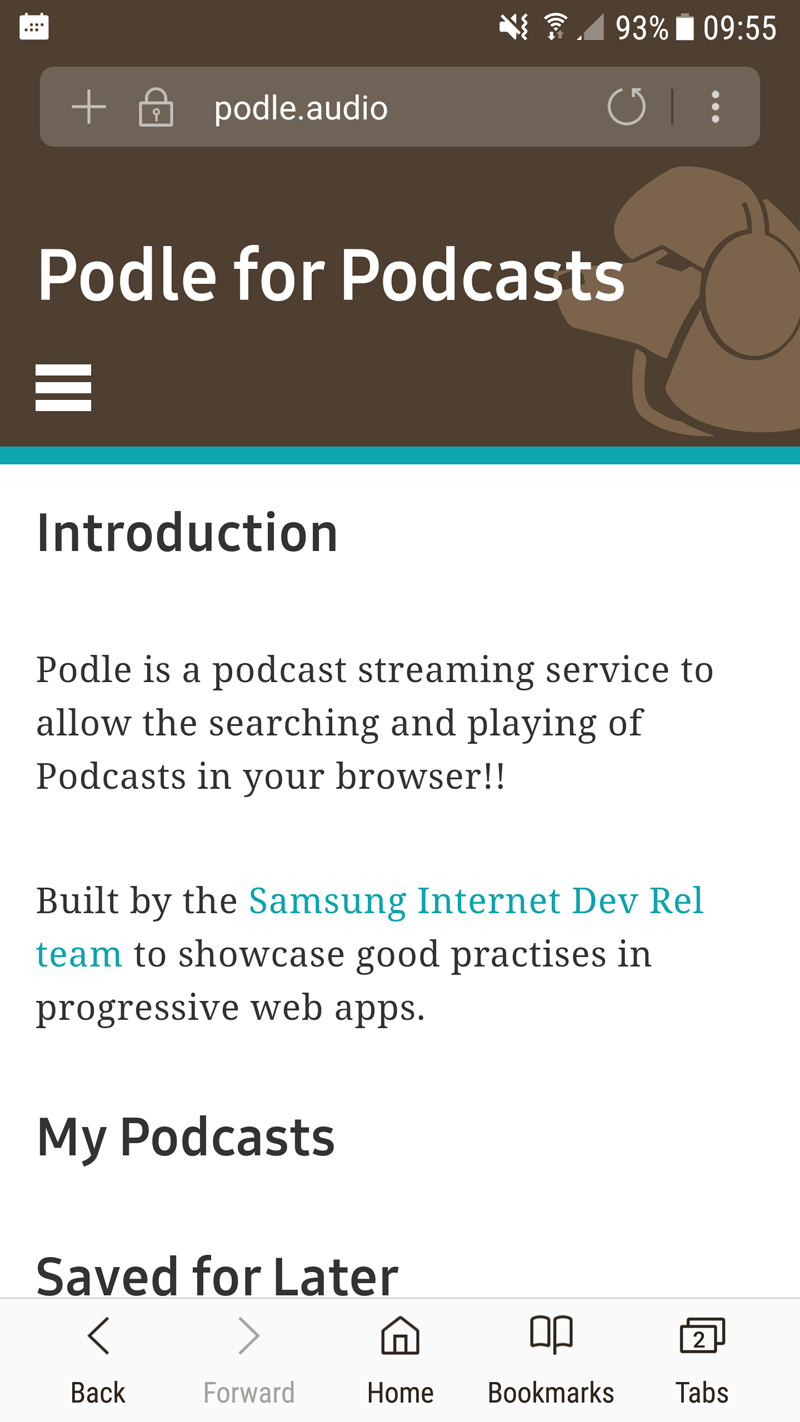 93% 09:55
podle.audio
Podle for Podcasts
Introduction
Podle is a podcast streaming service to
allow the searching and playing of
Podcasts in your browser!!
Built by the Samsung Internet Dev Rel
team to showcase good practises in
progressive web apps.
My Podcasts
Saved for Later
2
Back Forward Home Bookmarks Tabs